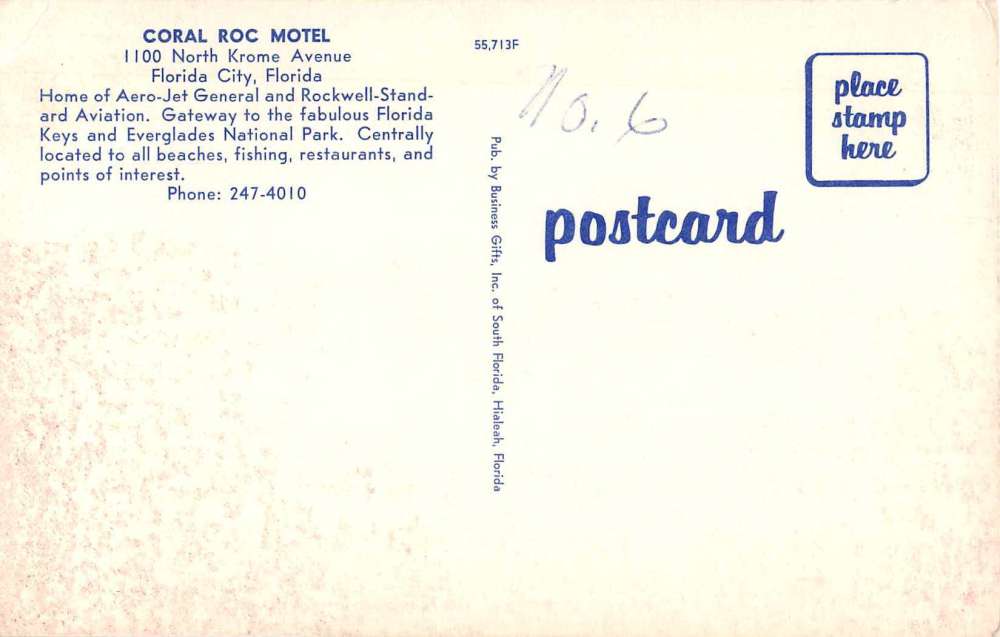 CORAL ROC MOTEL
1100 North Krome Avenue
Florida City, Florida
Home of Aero-Jet General and Rockwell-Stand-
ard Aviation. Gateway to the fabulous Florida
Keys and Everglades National Park. Centrally
located to all beaches, fishing, restaurants, and
points of interest.
Phone: 247-4010
55,713F
No. 6
Pub. by Business Gifts, Inc. of South Florida, Hialeah, Florida
place
stamp
here
postcard